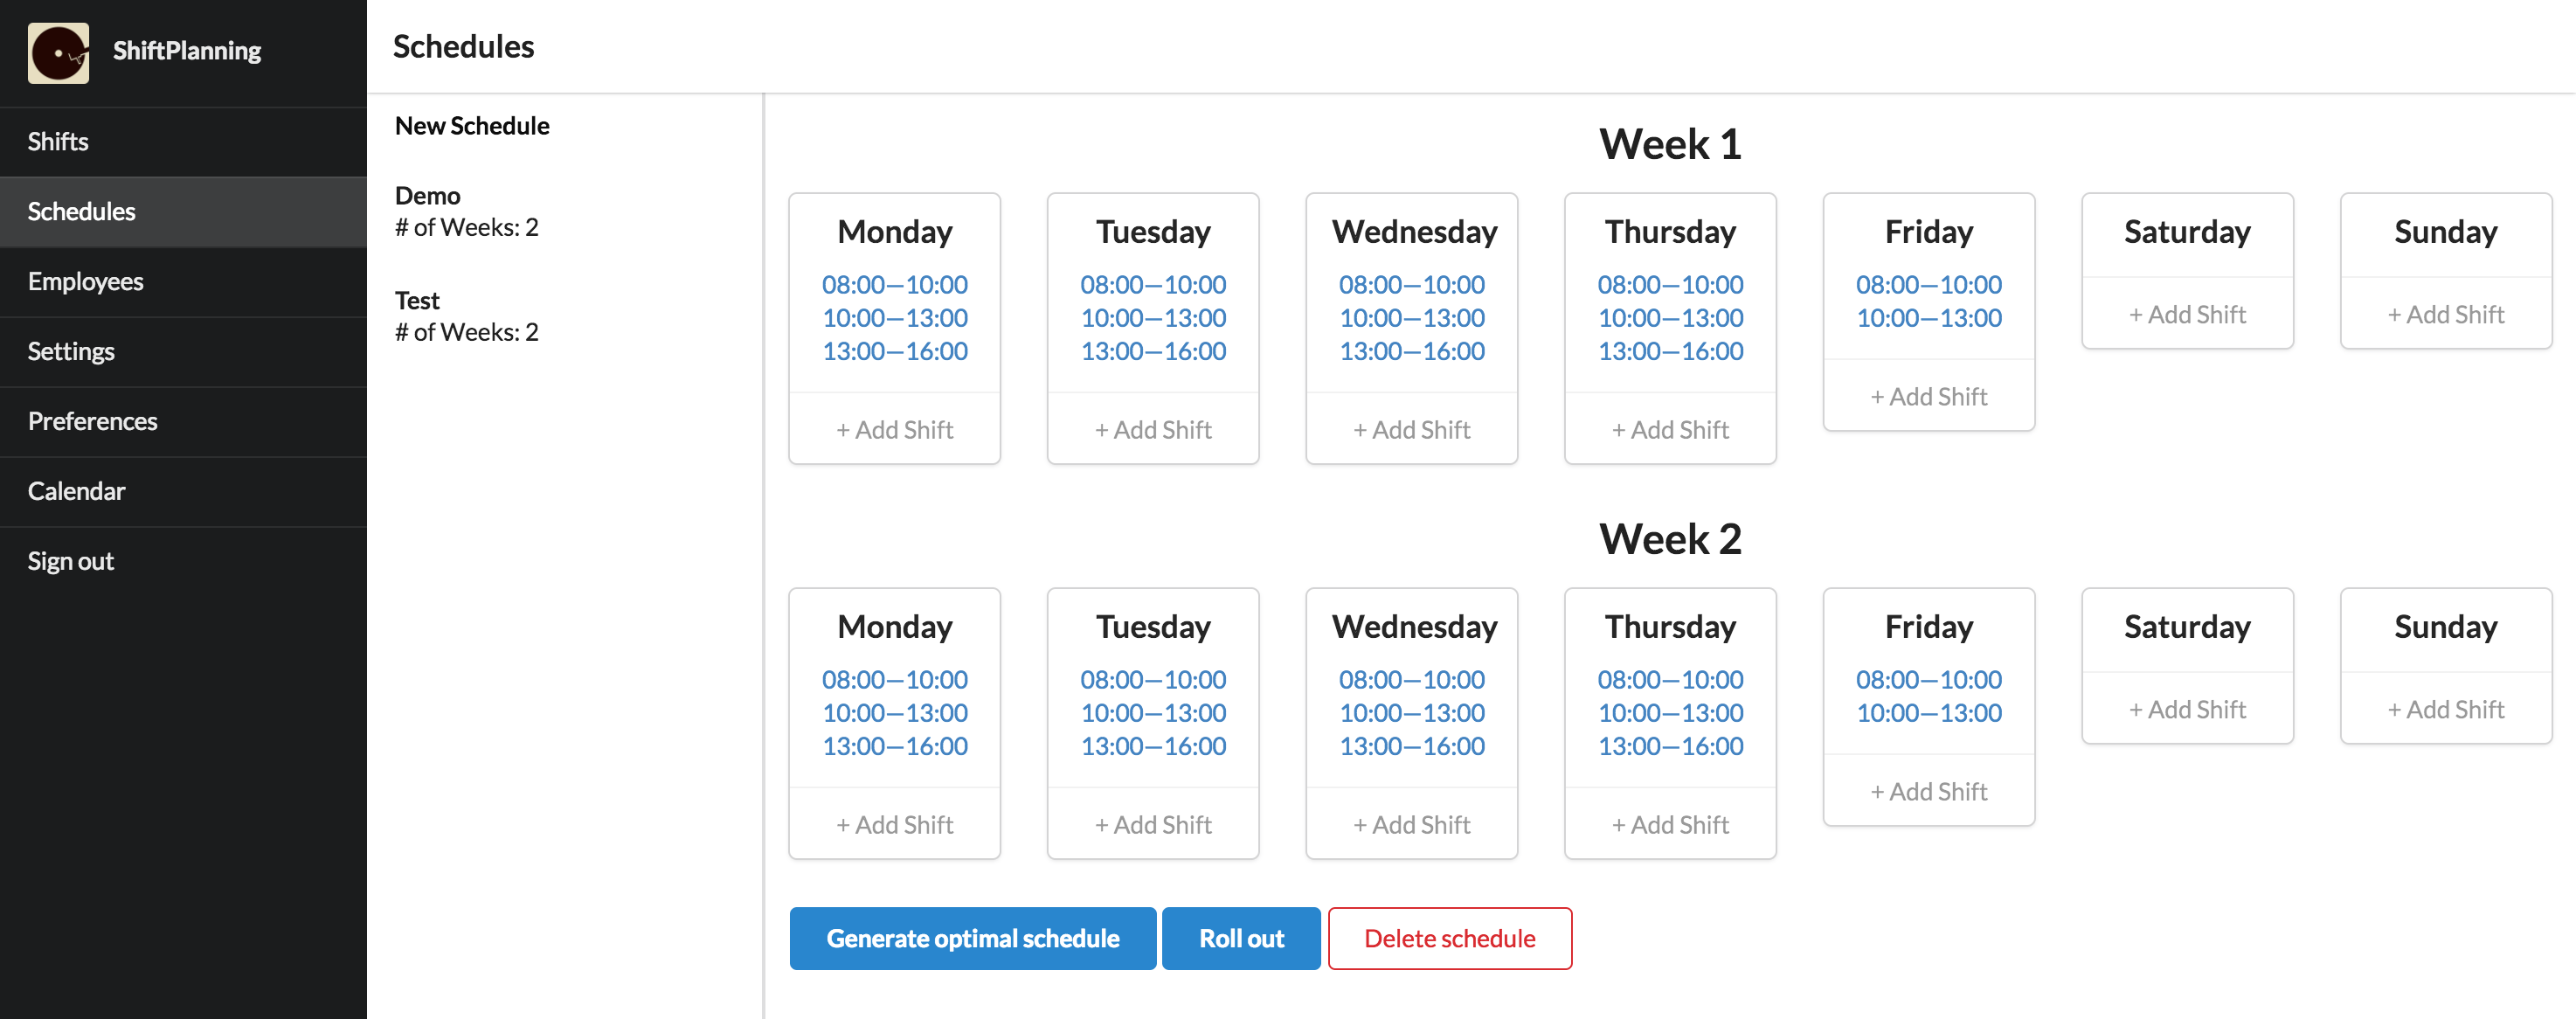 ShiftPlanning
Shifts
Schedules
Employees
Settings
Preferences
Calendar
Sign out
Schedules
New Schedule
Demo
# of Weeks: 2
Test
# of Weeks: 2
Week 1
Monday
08:00—10:00
10:00—13:00
13:00—16:00
+ Add Shift
Tuesday
08:00—10:00
10:00—13:00
13:00—16:00
+ Add Shift
Wednesday
08:00—10:00
10:00—13:00
13:00—16:00
+ Add Shift
Thursday
08:00—10:00
10:00—13:00
13:00—16:00
+ Add Shift
Friday
08:00—10:00
10:00—13:00
+ Add Shift
Saturday
+ Add Shift
Sunday
+ Add Shift
Week 2
Monday
08:00—10:00
10:00—13:00
13:00—16:00
+ Add Shift
Tuesday
08:00—10:00
10:00—13:00
13:00—16:00
+ Add Shift
Wednesday
08:00—10:00
10:00—13:00
13:00—16:00
+ Add Shift
Thursday
08:00—10:00
10:00—13:00
13:00—16:00
+ Add Shift
Friday
08:00—10:00
10:00—13:00
+ Add Shift
Saturday
+ Add Shift
Sunday
+ Add Shift
Generate optimal schedule
Roll out
Delete schedule